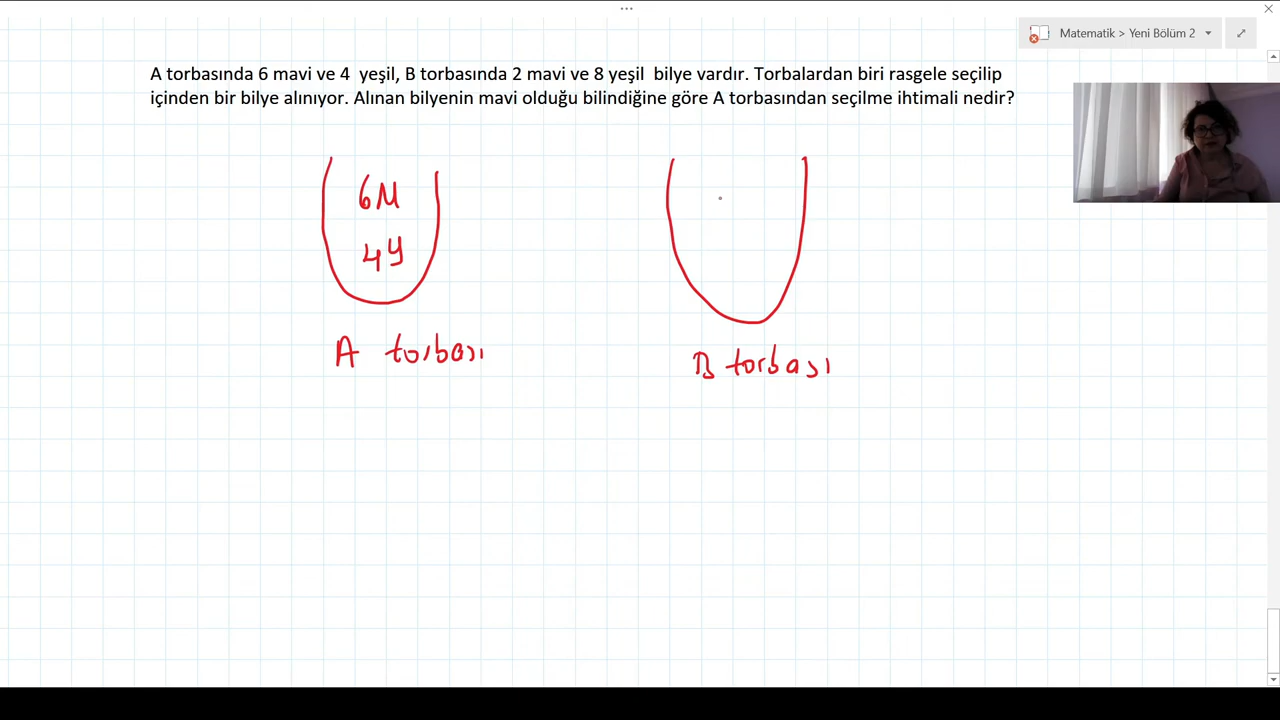 Matematik > Yeni Bölüm 2
A torbasında 6 mavi ve 4 yeşil, B torbasında 2 mavi ve 8 yeşil bilye vardır. Torbalardan biri rasgele seçilip
içinden bir bilye alınıyor. Alınan bilyenin mavi olduğu bilindiğine göre A torbasından seçilme ihtimali nedir?
6M
4Y
A torbası
B torbası